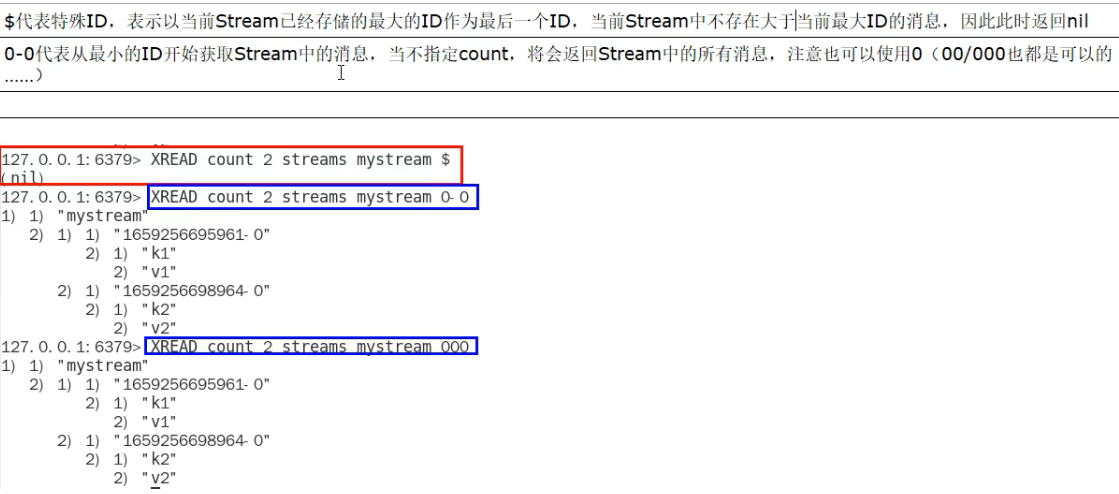 $代表特殊ID，表示以当前Stream已经存储的最大的ID作为最后一个ID，当前Stream中不存在大于当前最大ID的消息，因此此时返回nil
0-0代表从最小的ID开始获取Stream中的消息，当不指定count，将会返回Stream中的所有消息，注意也可以使用0（00/000也都是可以的
……）
127.0.0.1:6379> XREAD count 2 streams mystream $
(nil)
127.0.0.1:6379> XREAD count 2 streams mystream 0-0
1) 1) "mystream"
2) 1) 1) "1659256695961-0"
2) 1) "k1"
2) "v1"
2) 1) "1659256698964-0"
2) 1) "k2"
2) "v2"
127.0.0.1:6379> XREAD count 2 streams mystream 000
1) 1) "mystream"
2) 1) 1) "1659256695961-0"
2) 1) "k1"
2) "v1"
2) 1) "1659256698964-0"
2) 1) "k2"
2) "v2"